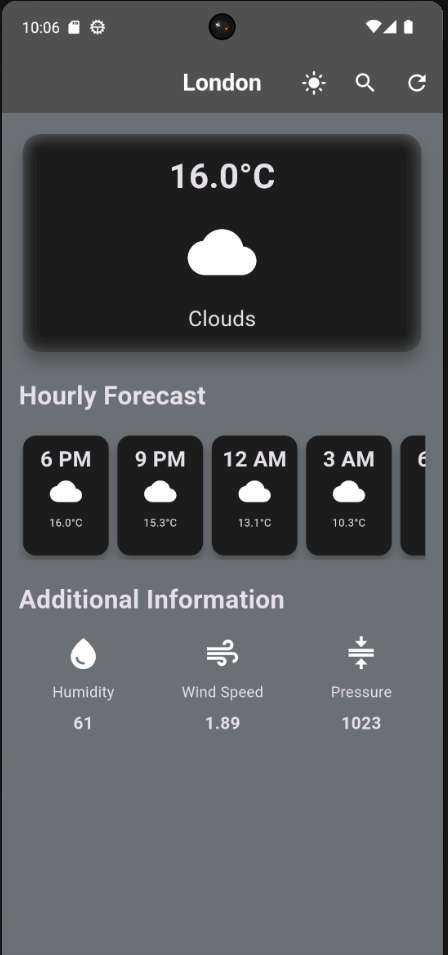 10:06
London
16.0°C
Clouds
Hourly Forecast
6 PM 9 PM 12 AM 3 AM
16.0°C 15.3°C 13.1°C 10.3°C
Additional Information
Humidity Wind Speed Pressure
61 1.89 1023